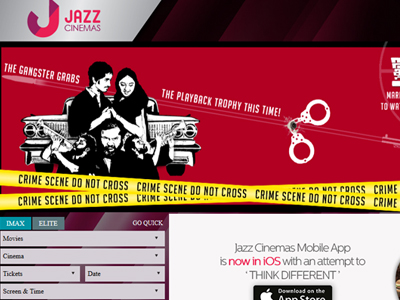 JAZZ
CINEMAS
THE GANGSTER GRABS
THE PLAYBACK TROPHY THIS TIME!
CRIME SCENE DO NOT CROSS CRIME SCENE DO NOT CROSS CRIME SCENE DO NOT CROSS
CRIME SCENE DO NOT CROSS CRIME SCENE DO NOT CROSS
IMAX ELITE GO QUICK
Movies
Cinema
Tickets Date
Screen & Time
Jazz Cinemas Mobile App
is now in iOS with an attempt to
‘ THINK DIFFERENT ’
Download on the
App Store